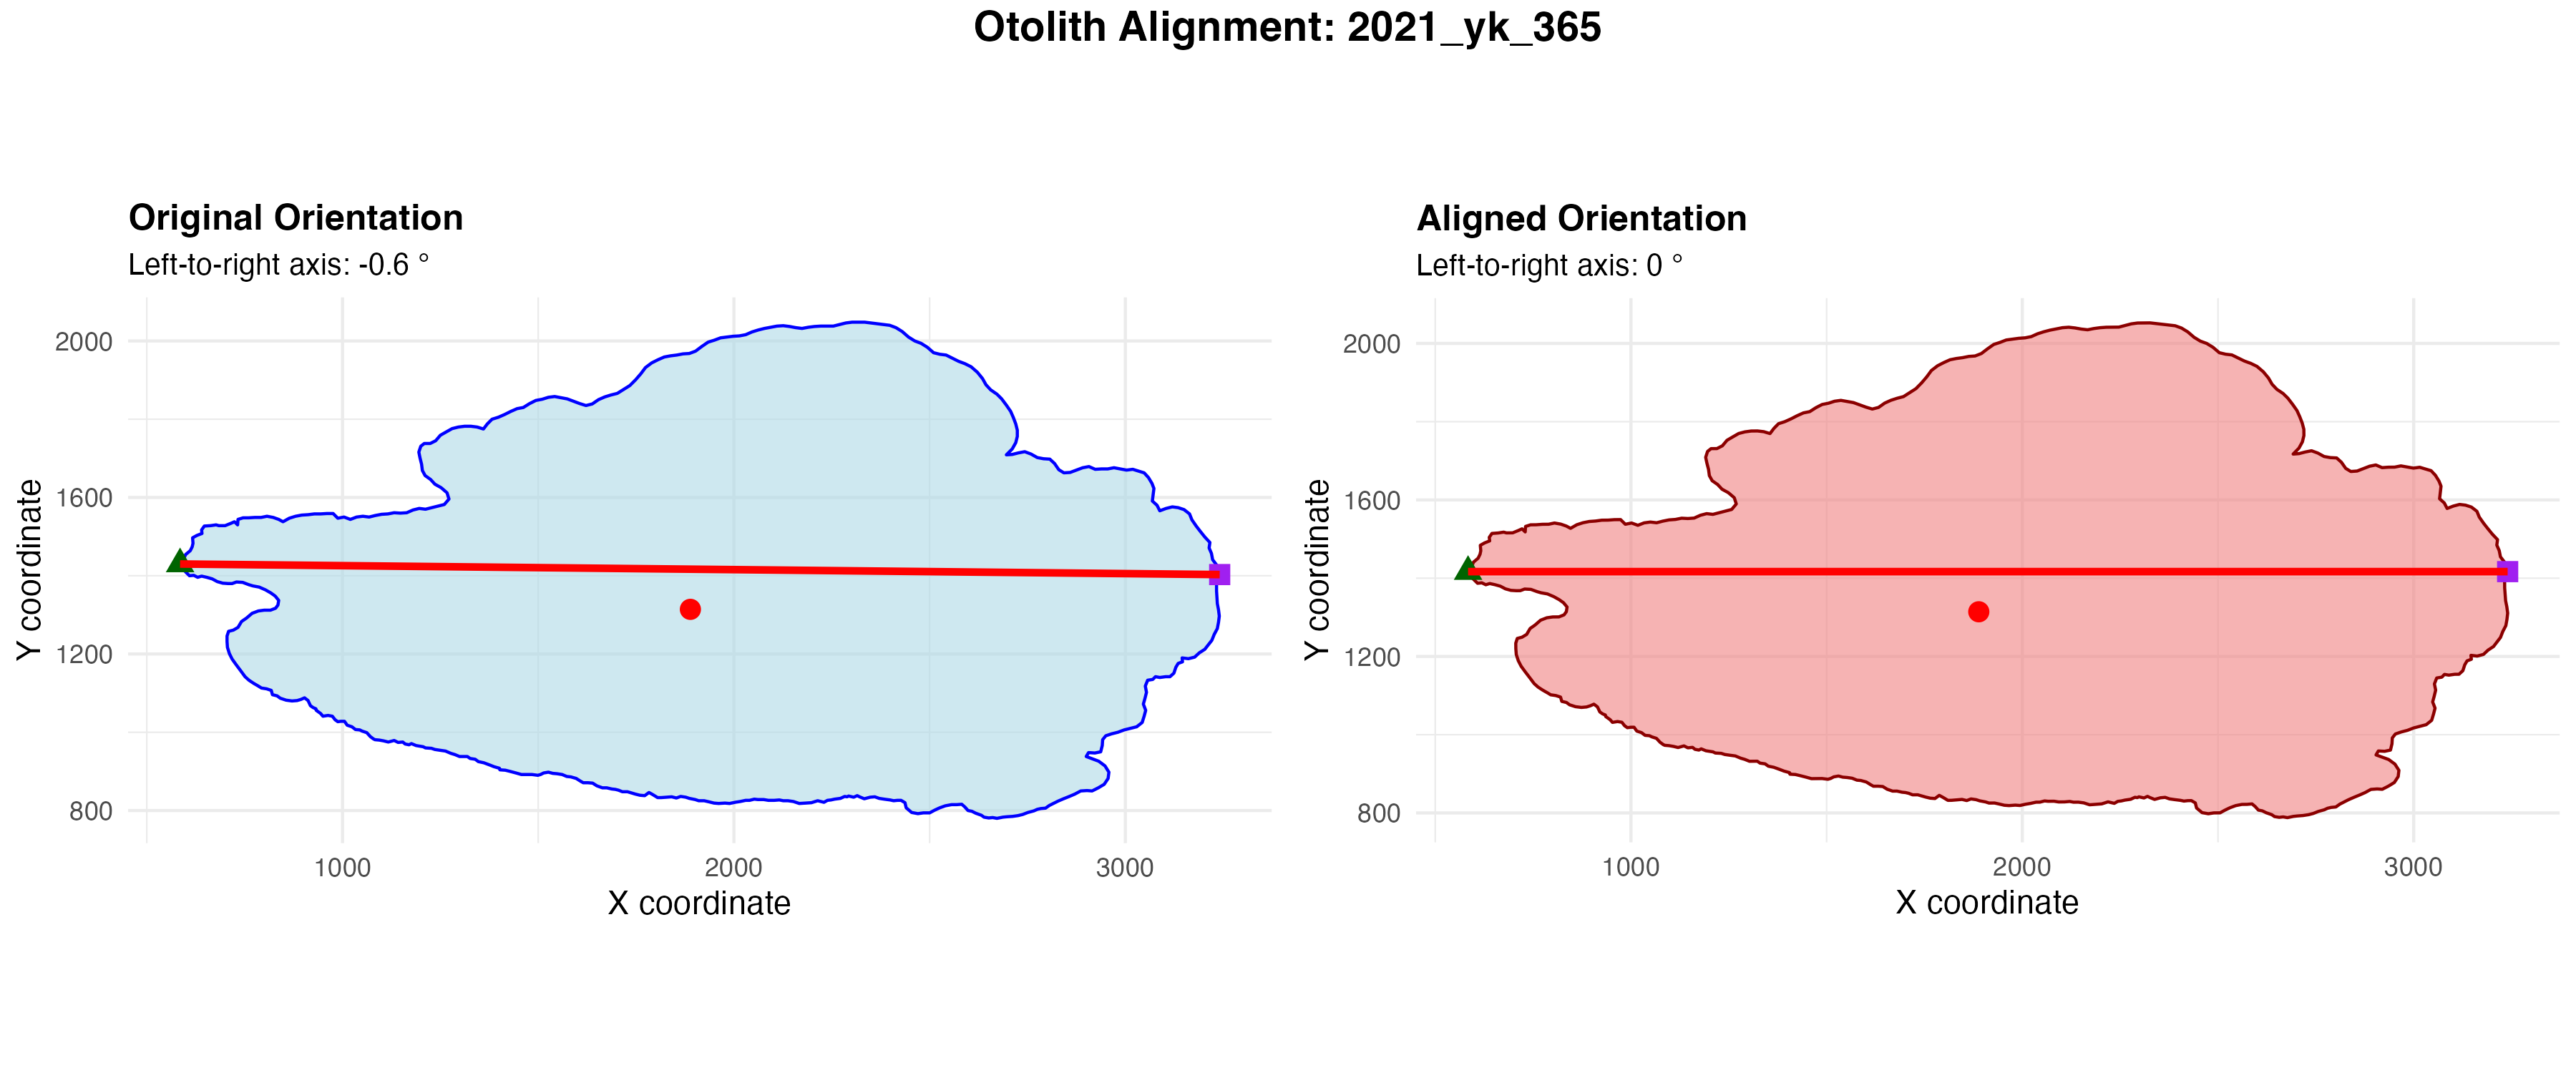 Otolith Alignment: 2021_yk_365
Original Orientation
Left-to-right axis: -0.6 °
2000
1600
1200
800
Y coordinate
1000 2000 3000
X coordinate
Aligned Orientation
Left-to-right axis: 0 °
2000
1600
1200
800
Y coordinate
1000 2000 3000
X coordinate